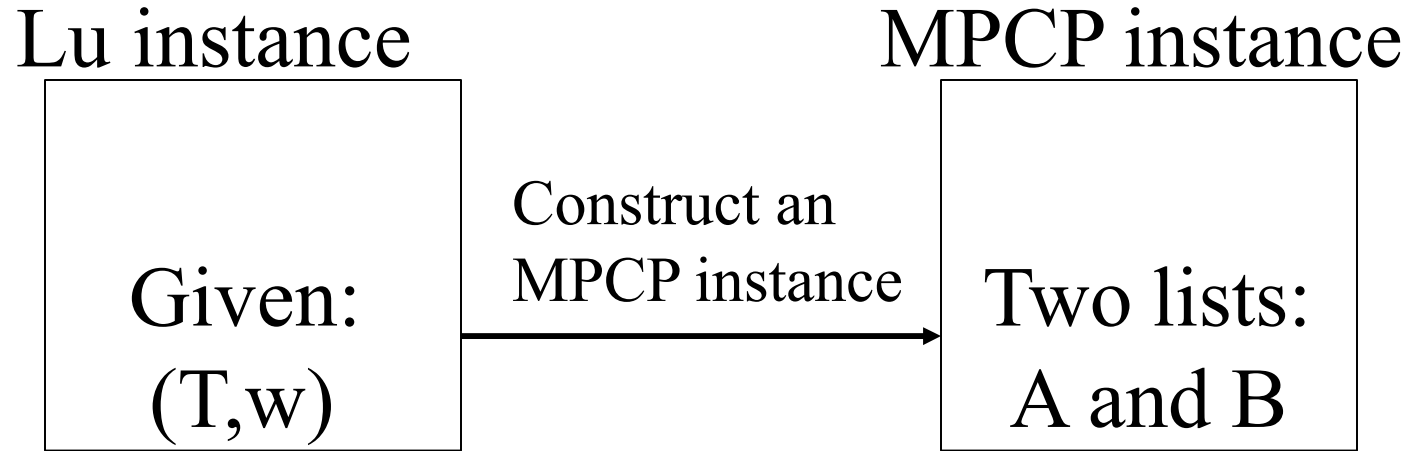 Lu instance
MPCP instance
Construct an
MPCP instance
Given:
(T,w)
Two lists:
A and B